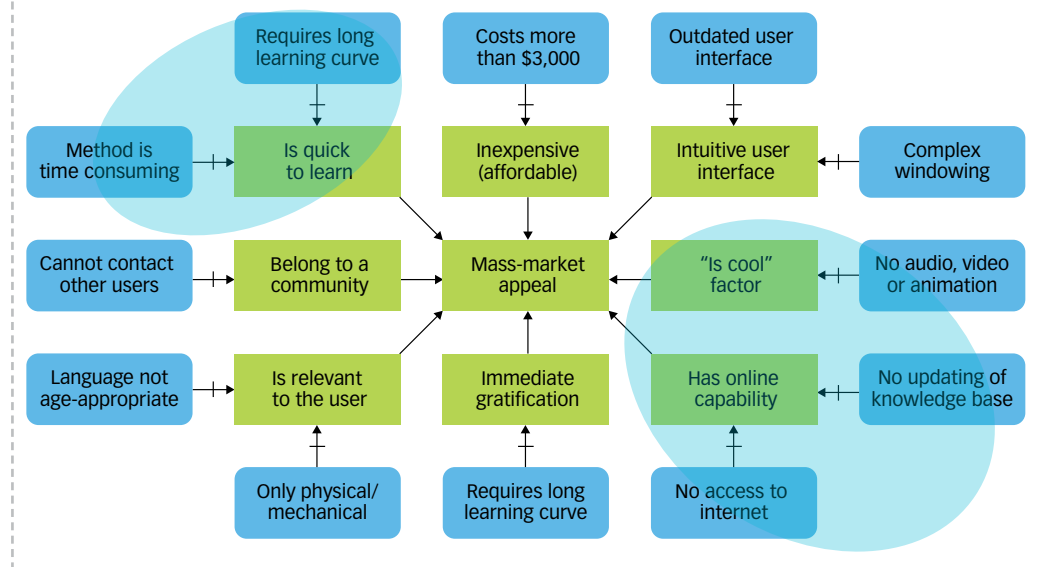 Requires long
learning curve
Costs more
than $3,000
Outdated user
interface
Method is
time consuming
Is quick
to learn
Inexpensive
(affordable)
Intuitive user
interface
Complex
windowing
Cannot contact
other users
Belong to a
community
Mass-market
appeal
“Is cool”
factor
No audio, video
or animation
Language not
age-appropriate
Is relevant
to the user
Immediate
gratification
Has online
capability
No updating of
knowledge base
Only physical/
mechanical
Requires long
learning curve
No access to
internet